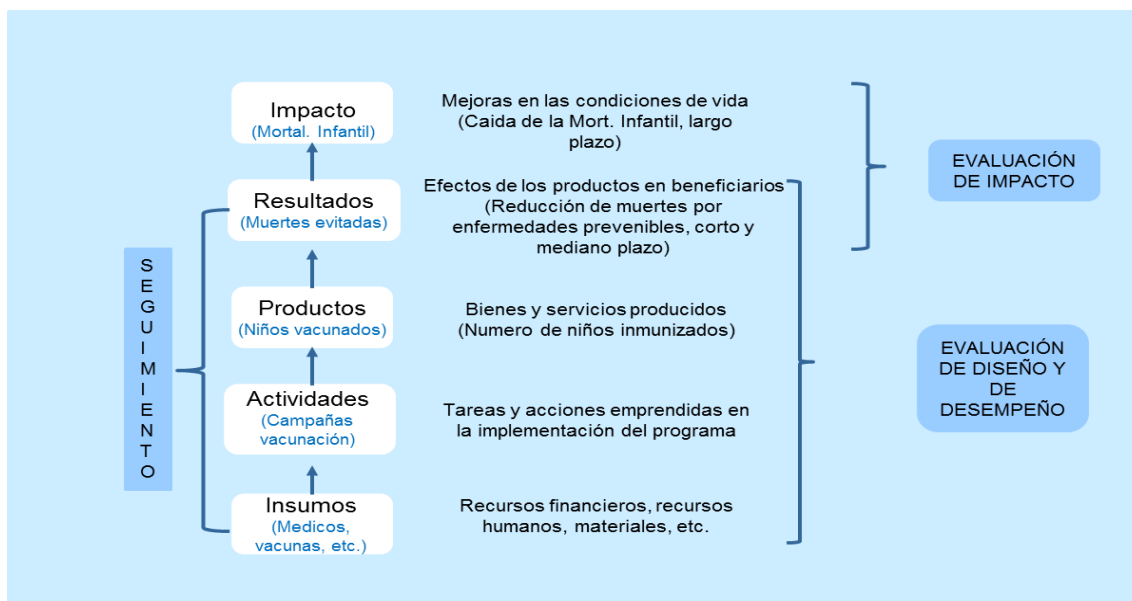 Impacto
(Mortal. Infantil)
Mejoras en las condiciones de vida
(Caida de la Mort. Infantil, largo
plazo)
EVALUACIÓN
DE IMPACTO
Resultados
(Muertes evitadas)
Efectos de los productos en beneficiarios
(Reducción de muertes por
enfermedades prevenibles, corto y
mediano plazo)
SEGUIMIENTO
Productos
(Niños vacunados)
Bienes y servicios producidos
(Numero de niños inmunizados)
EVALUACIÓN
DE DISEÑO Y
DE
DESEMPEÑO
Actividades
(Campañas
vacunación)
Tareas y acciones emprendidas en
la implementación del programa
Insumos
(Medicos,
vacunas, etc.)
Recursos financieros, recursos
humanos, materiales, etc.